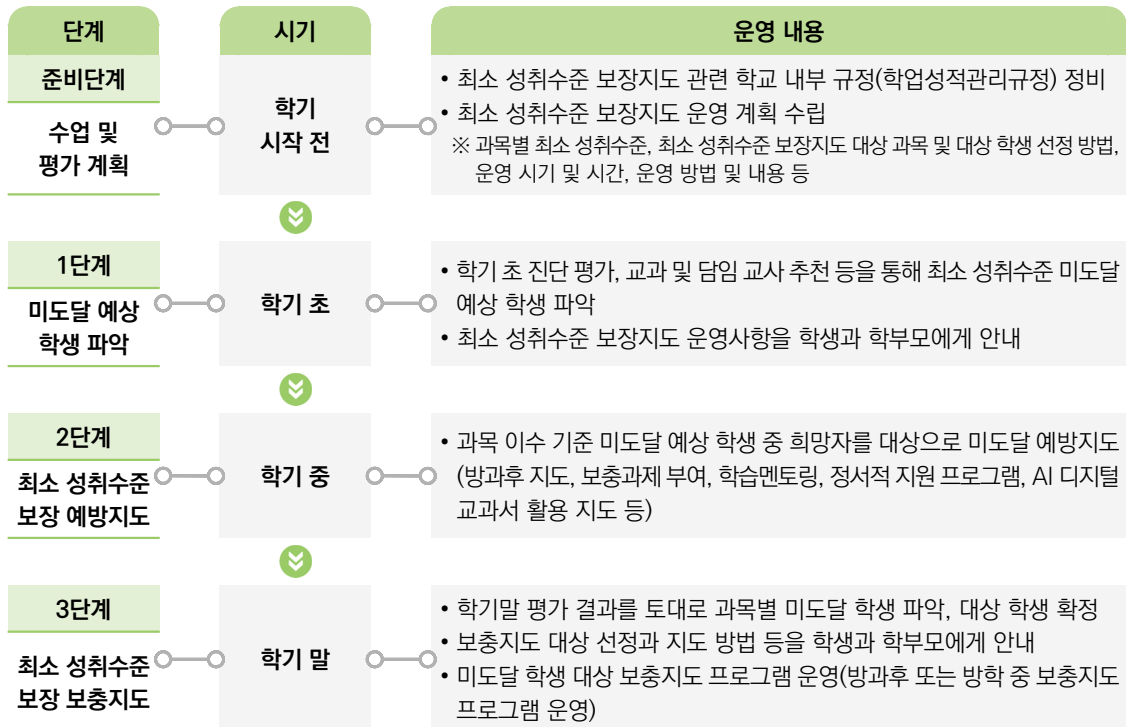 단계
시기
운영 내용
준비단계
수업 및
평가 계획
학기
시작 전
• 최소 성취수준 보장지도 관련 학교 내부 규정(학업성적관리규정) 정비
• 최소 성취수준 보장지도 운영 계획 수립
※ 과목별 최소 성취수준, 최소 성취수준 보장지도 대상 과목 및 대상 학생 선정 방법,
운영 시기 및 시간, 운영 방법 및 내용 등
1단계
미도달 예상
학생 파악
학기 초
• 학기 초 진단 평가, 교과 및 담임 교사 추천 등을 통해 최소 성취수준 미도달
예상 학생 파악
• 최소 성취수준 보장지도 운영사항을 학생과 학부모에게 안내
2단계
최소 성취수준
보장 예방지도
학기 중
• 과목 이수 기준 미도달 예상 학생 중 희망자를 대상으로 미도달 예방지도
(방과후 지도, 보충과제 부여, 학습멘토링, 정서적 지원 프로그램, AI 디지털
교과서 활용 지도 등)
3단계
최소 성취수준
보장 보충지도
학기 말
• 학기말 평가 결과를 토대로 과목별 미도달 학생 파악, 대상 학생 확정
• 보충지도 대상 선정과 지도 방법 등을 학생과 학부모에게 안내
• 미도달 학생 대상 보충지도 프로그램 운영(방과후 또는 방학 중 보충지도
프로그램 운영)